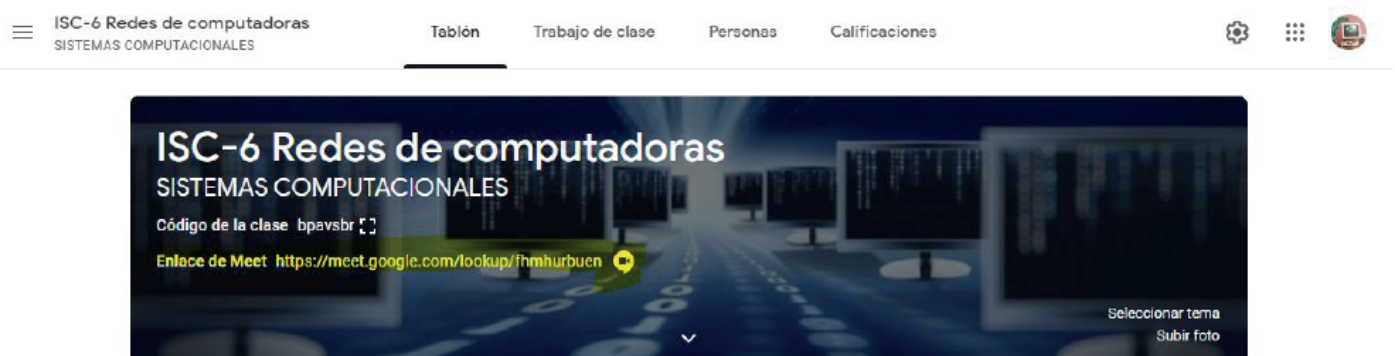 ISC-6 Redes de computadoras
SISTEMAS COMPUTACIONALES
Tablón
Trabajo de clase
Personas
Calificaciones
ISC-6 Redes de computadoras
SISTEMAS COMPUTACIONALES
Código de la clase bpavsbr
Enlace de Meet https://meet.google.com/lookup/fhmhurbuen
Seleccionar tema
Subir foto